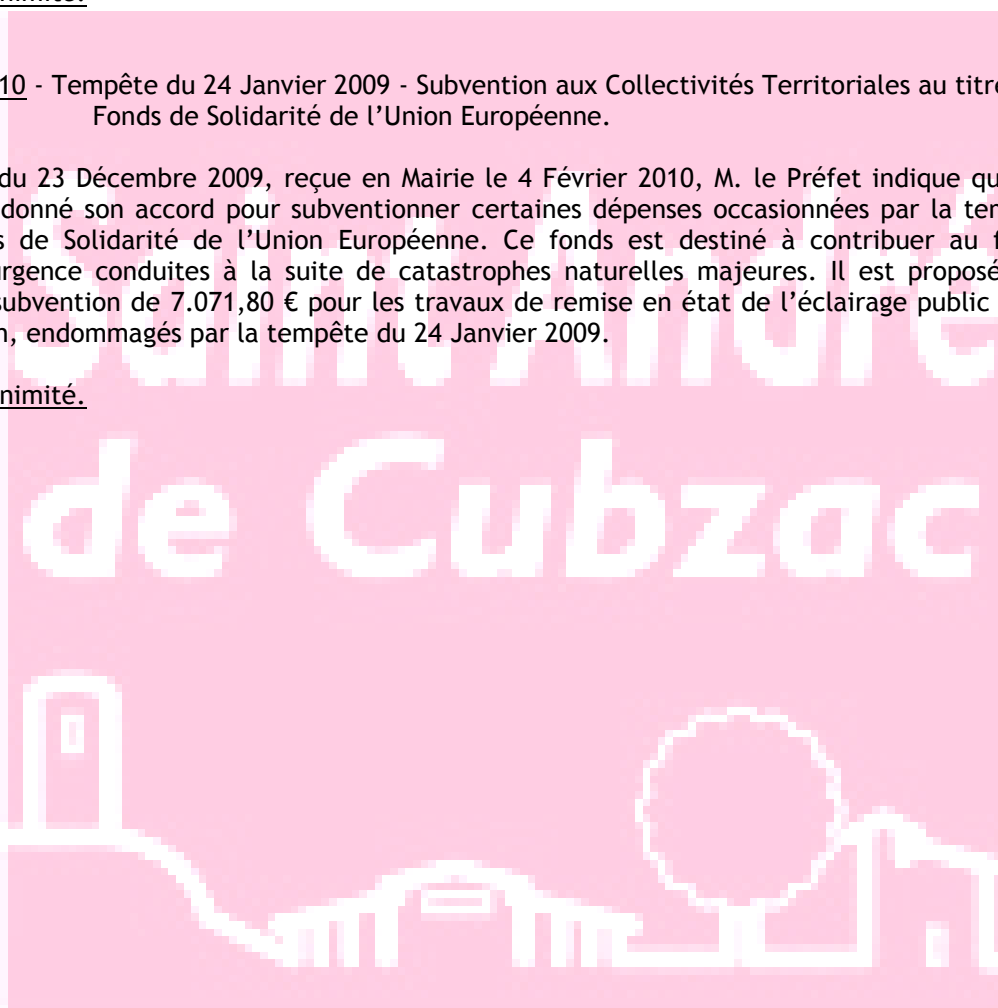 nimité.
10 - Tempête du 24 Janvier 2009 - Subvention aux Collectivités Territoriales au titre
Fonds de Solidarité de l’Union Européenne.
du 23 Décembre 2009, reçue en Mairie le 4 Février 2010, M. le Préfet indique qu
donné son accord pour subventionner certaines dépenses occasionnées par la tem
s de Solidarité de l’Union Européenne. Ce fonds est destiné à contribuer au f
urgence conduites à la suite de catastrophes naturelles majeures. Il est proposé
subvention de 7.071,80 € pour les travaux de remise en état de l’éclairage public
n, endommagés par la tempête du 24 Janvier 2009.
Saint André
nimité.
de Cubzac